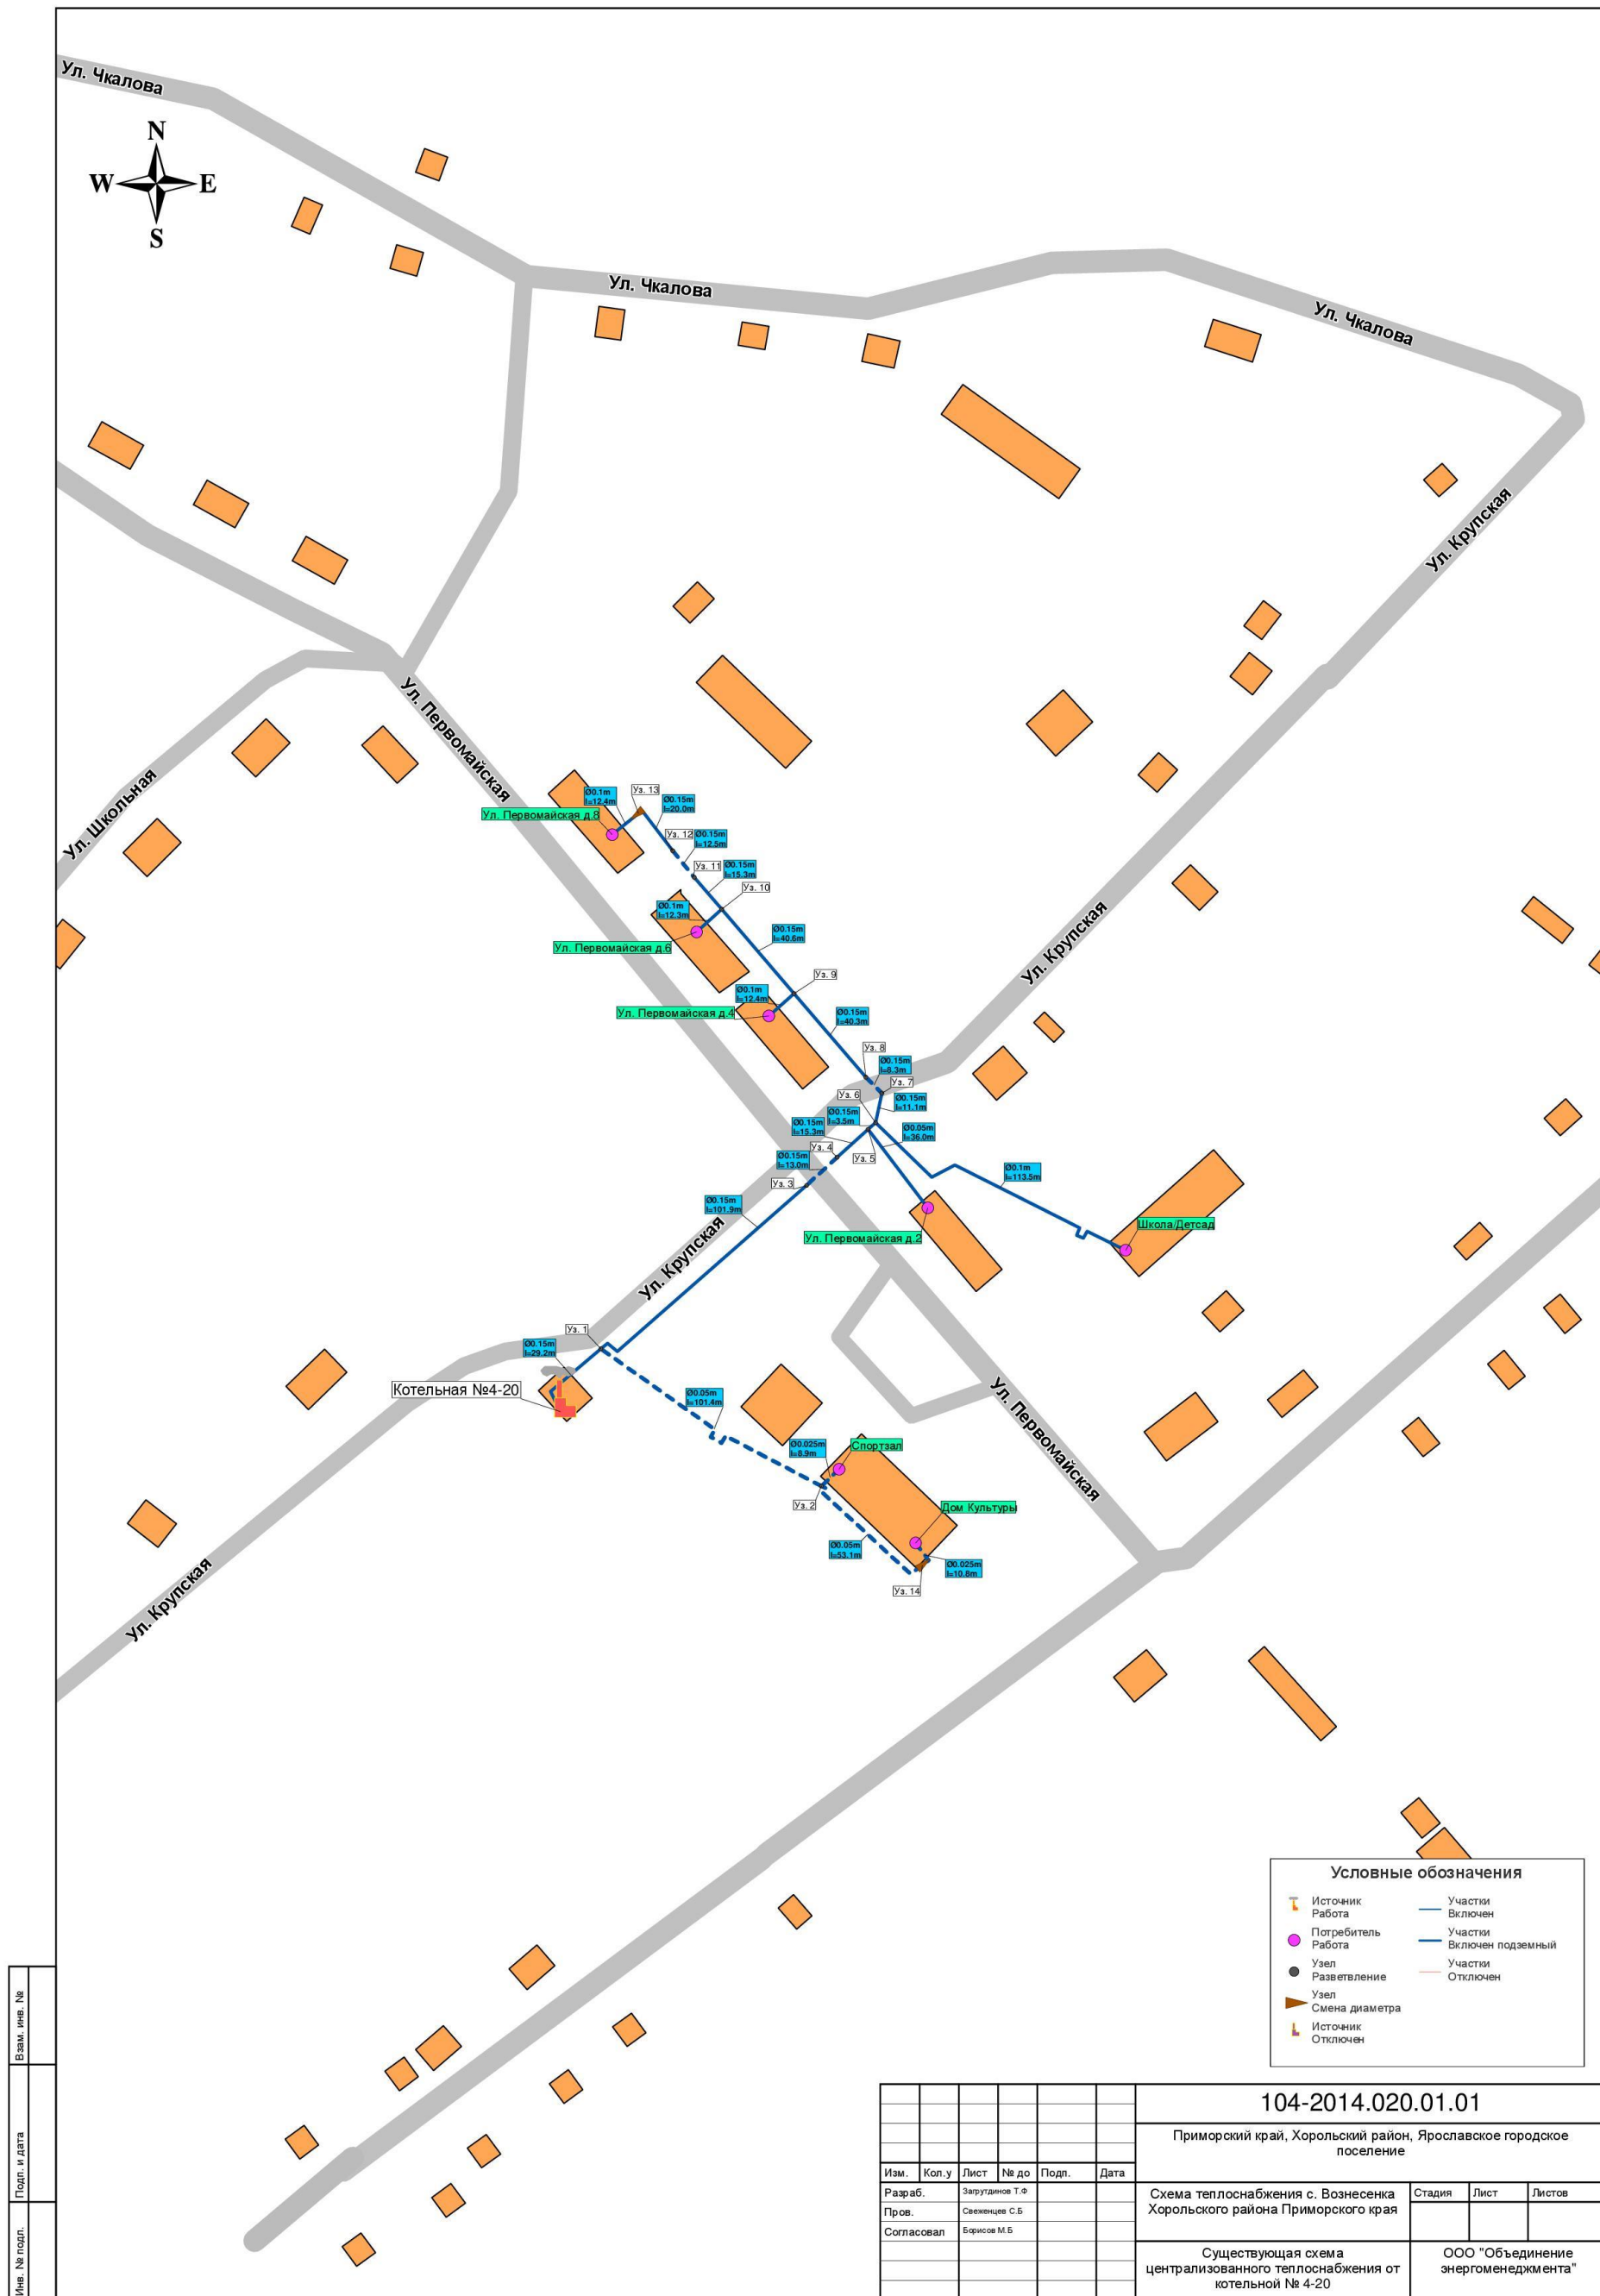 Ул. Чкалова
N
W
E
S
Ул. Чкалова
Ул. Чкалова
Ул. Крупская
Ул. Первомайская
Ул. Школьная
Ø0.1m
l=12.4m
Уз. 13
Ø0.15m
l=20.0m
Ул. Первомайская д.8
Уз. 12
Ø0.15m
l=12.5m
Уз. 11
Ø0.15m
l=15.3m
Уз. 10
Ø0.1m
l=12.3m
Ул. Крупская
Ø0.15m
l=40.6m
Ул. Первомайская д.6
Уз. 9
Ø0.1m
l=12.4m
Ул. Первомайская д.4
Ø0.15m
l=40.3m
Уз. 8
Ø0.15m
l=8.3m
Уз. 7
Уз. 6
Ø0.15m
l=11.1m
Ø0.15m
l=3.5m
Ø0.15m
l=15.3m
Ø0.05m
l=36.0m
Уз. 4
Уз. 5
Ø0.15m
l=13.0m
Ø0.1m
l=113.5m
Уз. 3
Ø0.15m
l=101.9m
Школа/Детсад
Ул. Первомайская д.2
Ул. Крупская
Уз. 1
Ø0.15m
l=29.2m
Котельная №4-20
Ø0.05m
l=101.4m
Ул. Первомайская
Ø0.025m
l=8.9m
Спортзал
Уз. 2
Дом Культуры
Ø0.05m
l=53.1m
Ø0.025m
l=10.8m
Уз. 14
Ул. Крупская
Условные обозначения
Источник
Работа
Участки
Включен
Потребитель
Работа
Участки
Включен подземный
Узел
Разветвление
Участки
Отключен
Узел
Смена диаметра
Источник
Отключен
Взам. инв. №
Подп. и дата
Инв. № подл.
104-2014.020.01.01
Приморский край, Хорольский район, Ярославское городское
поселение
Изм.
Кол.у
Лист
№ до
Подп.
Дата
Разраб.
Загрутдинов Т.Ф
Пров.
Свеженцев С.Б
Согласовал
Борисов М.Б
Схема теплоснабжения с. Вознесенка
Хорольского района Приморского края
Стадия
Лист
Листов
Существующая схема
централизованного теплоснабжения от
котельной № 4-20
ООО "Объединение
энергоменеджмента"